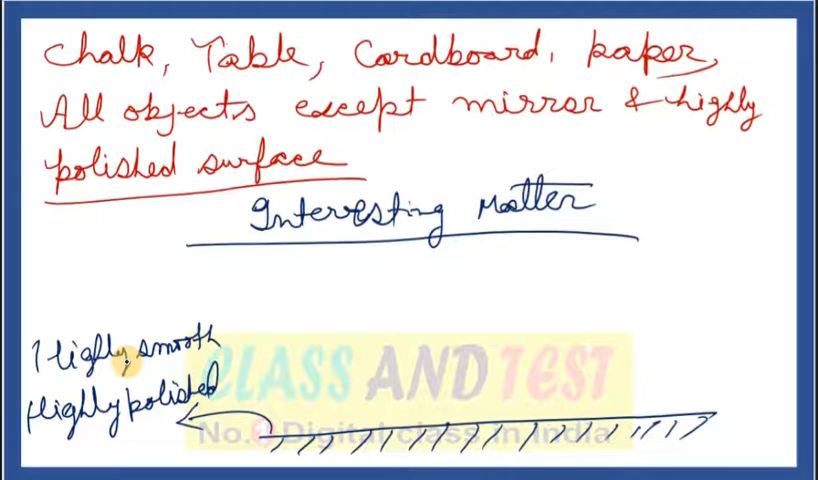 Chalk, Table, Cardboard, paper,
All objects except mirror & highly
polished surface
Interesting Matter
Highly smooth
Highly polished
CLASS AND TEST
No.1 Digital class in India